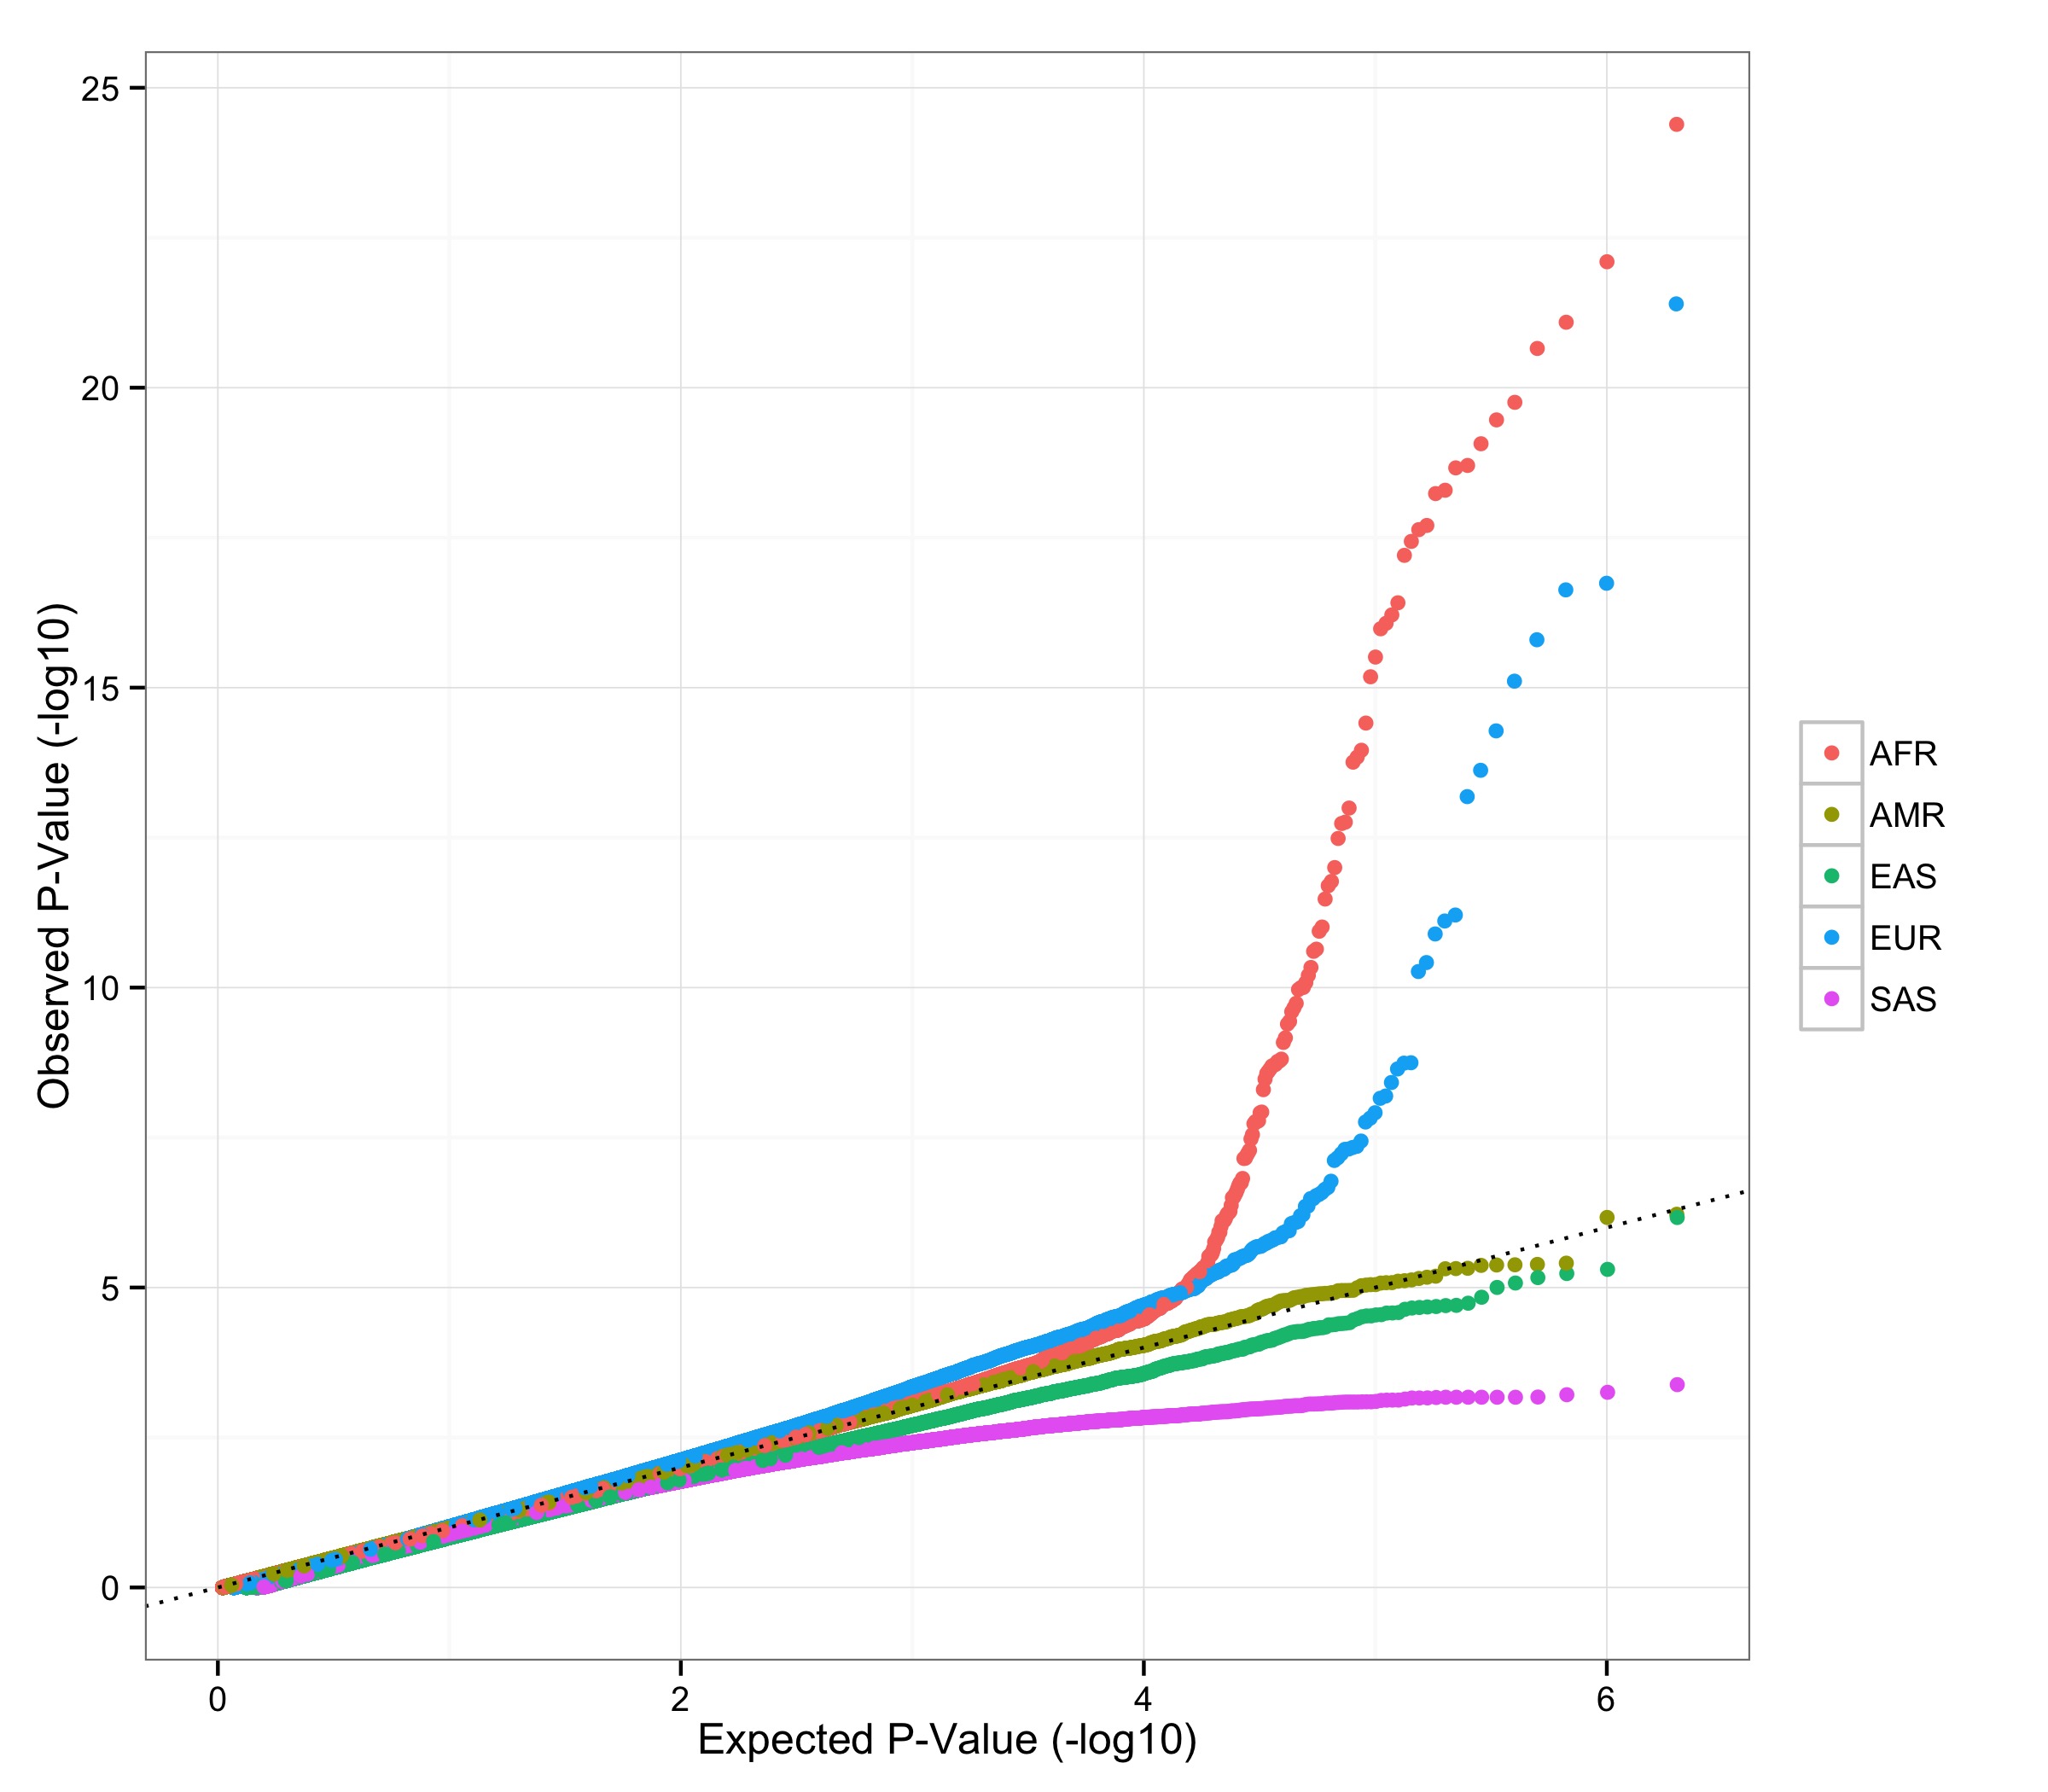 Observed P-Value (-log10)
25
20
15
10
5
0
0 2 4 6
Expected P-Value (-log10)
AFR
AMR
EAS
EUR
SAS